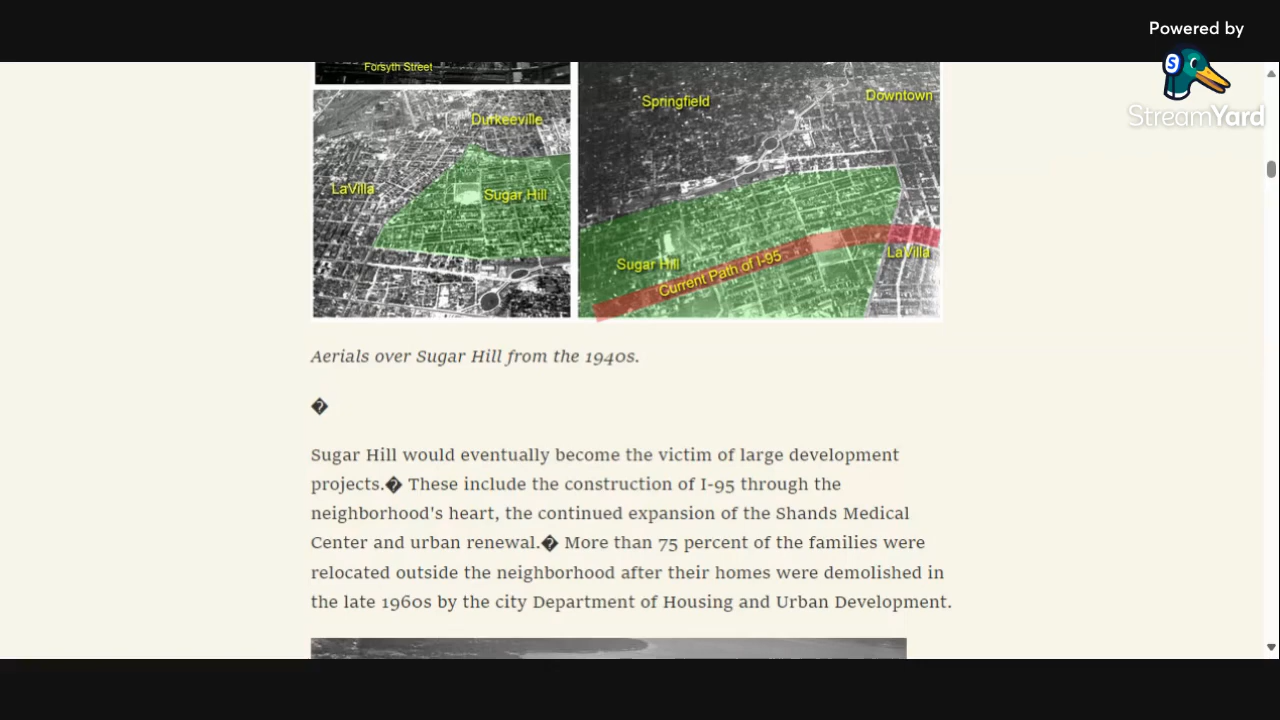 Powered by
StreamYard
Forsyth Street
Durkeeville
LaVilla
Sugar Hill
Springfield
Downtown
Sugar Hill
Current Path of I-95
LaVilla
Aerials over Sugar Hill from the 1940s.
�
Sugar Hill would eventually become the victim of large development
projects.� These include the construction of I-95 through the
neighborhood's heart, the continued expansion of the Shands Medical
Center and urban renewal.� More than 75 percent of the families were
relocated outside the neighborhood after their homes were demolished in
the late 1960s by the city Department of Housing and Urban Development.